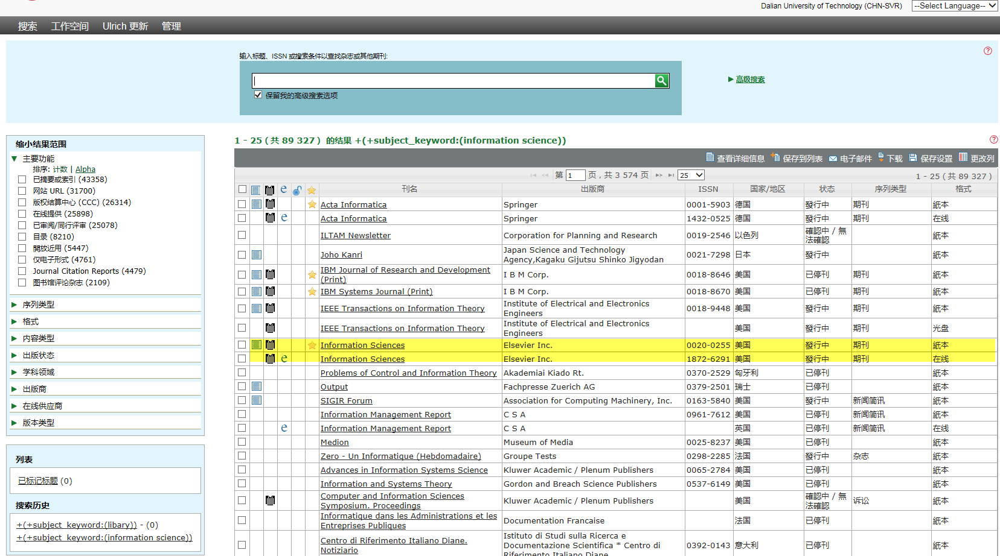 Dalian University of Technology (CHN-SVR)
--Select Language--
搜索 工作空间 Ulrich 更新 管理
输入标题、ISSN 或搜索条件以查找杂志或其他期刊:
高级搜索
保留我的高级搜索选项
缩小结果范围
主要功能
排序: 计数 | Alpha
已摘要或索引 (43358)
网站 URL (31700)
版权结算中心 (CCC) (26314)
在线提供 (25898)
已审阅/同行评审 (25078)
目录 (8210)
開放近用 (5447)
仅电子形式 (4761)
Journal Citation Reports (4479)
图书馆评论杂志 (2109)
序列类型
格式
内容类型
出版状态
学科领域
出版商
在线供应商
版本类型
列表
已标记标题 (0)
搜索历史
+(+subject_keyword:(libary)) - (0)
+(+subject_keyword:(information science))
1 - 25 ( 共 89 327 ) 的结果 +(+subject_keyword:(information science))
查看详细信息 保存到列表 电子邮件 下载 保存设置 更改列
第 1 页 , 共 3 574 页 25
1 - 25 ( 共 89 327 )
刊名 出版商 ISSN 国家/地区 状态 序列类型 格式
Acta Informatica Springer 0001-5903 德国 發行中 期刊 紙本
Acta Informatica Springer 1432-0525 德国 發行中 期刊 在线
ILTAM Newsletter Corporation for Planning and Research 0019-2546 以色列 確認中 / 無
法確認 紙本
Joho Kanri Japan Science and Technology
Agency,Kagaku Gijutsu Shinko Jigyodan 0021-7298 日本 發行中 紙本
IBM Journal of Research and Development
(Print) I B M Corp. 0018-8646 美国 已停刊 期刊 紙本
IBM Systems Journal (Print) I B M Corp. 0018-8670 美国 已停刊 期刊 紙本
IEEE Transactions on Information Theory Institute of Electrical and Electronics
Engineers 0018-9448 美国 發行中 期刊 紙本
IEEE Transactions on Information Theory Institute of Electrical and Electronics
Engineers 美国 發行中 期刊 光盘
Information Sciences Elsevier Inc. 0020-0255 美国 發行中 期刊 紙本
Information Sciences Elsevier Inc. 1872-6291 美国 發行中 期刊 在线
Problems of Control and Information Theory Akademiai Kiado Rt. 0370-2529 匈牙利 已停刊 紙本
Output Fachpresse Zuerich AG 0379-2501 瑞士 已停刊 紙本
SIGIR Forum Association for Computing Machinery, Inc. 0163-5840 美国 發行中 新闻简讯 紙本
Information Management Report C S A 0961-7612 美国 已停刊 新闻简讯 紙本
Information Management Report C S A 英国 已停刊 新闻简讯 在线
Medion Museum of Media 0025-8237 美国 已停刊 紙本
Zero - Un Informatique (Hebdomadaire) Groupe Tests 0298-2285 法国 發行中 杂志 紙本
Advances in Information Systems Science Kluwer Academic / Plenum Publishers 0065-2784 美国 已停刊 紙本
Information and Systems Theory Gordon and Breach Science Publishers 0537-6149 美国 已停刊 紙本
Computer and Information Sciences
Symposium. Proceedings Kluwer Academic / Plenum Publishers 美国 確認中 / 無
法確認 诉讼 紙本
Informatique dans les Administrations et les
Entreprises Publiques Documentation Francaise 法国 已停刊 紙本
Centro di Riferimento Italiano Diane.
Notiziario Istituto di Studi sulla Ricerca e
Documentazione Scientifica * Centro di
Riferimento Italiano Diane 0392-0143 意大利 已停刊 紙本